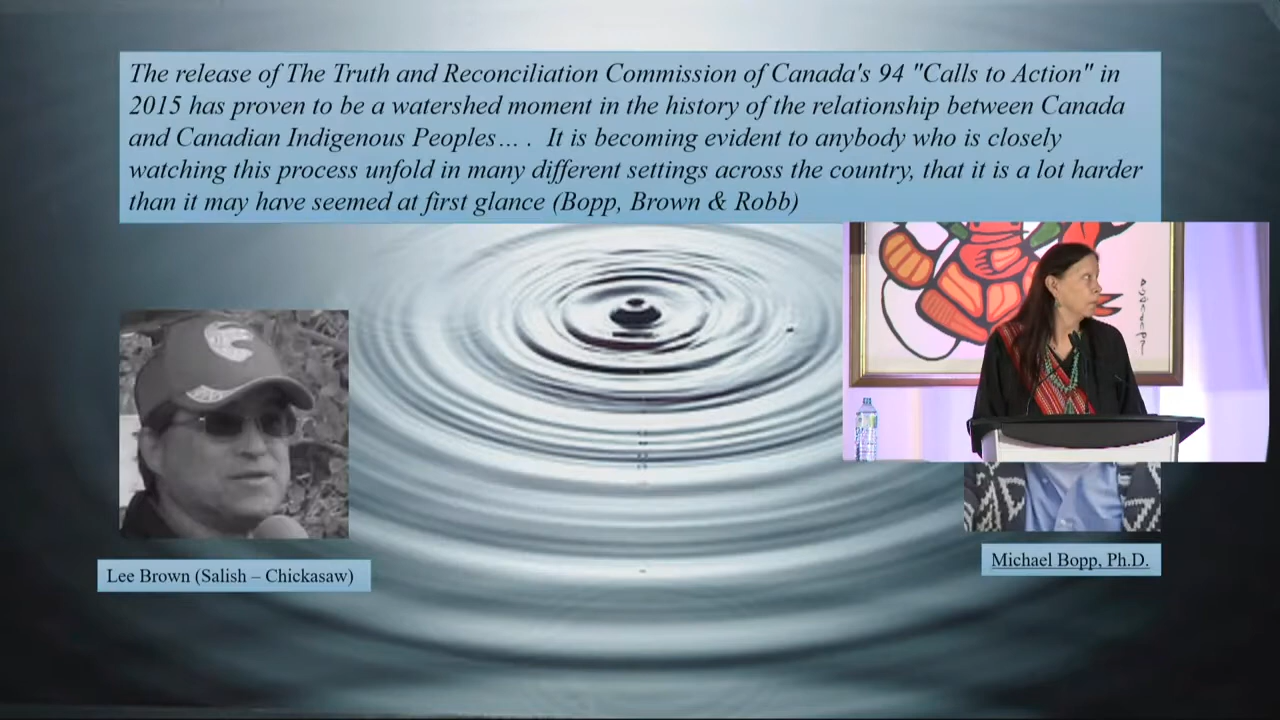 The release of The Truth and Reconciliation Commission of Canada's 94 "Calls to Action" in
2015 has proven to be a watershed moment in the history of the relationship between Canada
and Canadian Indigenous Peoples… .  It is becoming evident to anybody who is closely
watching this process unfold in many different settings across the country, that it is a lot harder
than it may have seemed at first glance (Bopp, Brown & Robb)
Lee Brown (Salish – Chickasaw)
Michael Bopp, Ph.D.